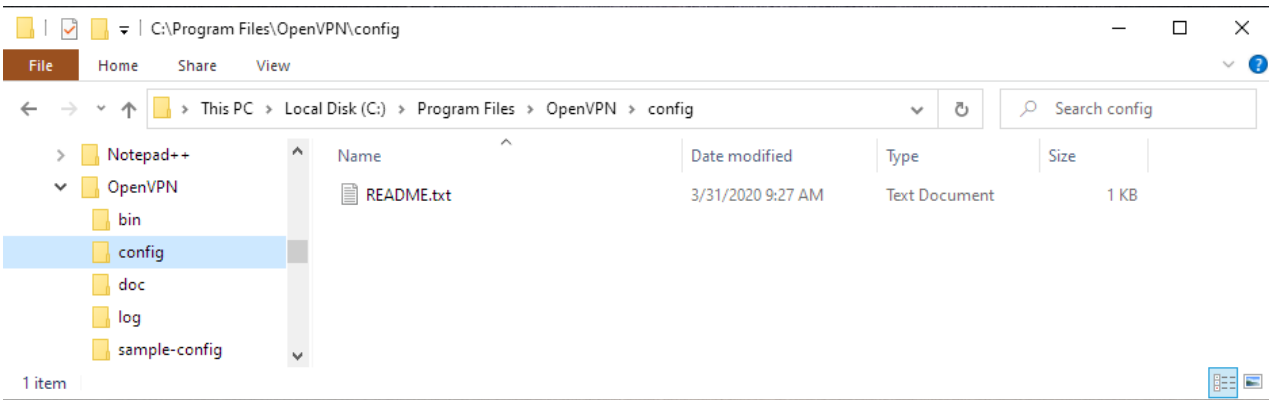 C:\Program Files\OpenVPN\config
File Home Share View
This PC > Local Disk (C:) > Program Files > OpenVPN > config
Search config
Notepad++
OpenVPN
bin
config
doc
log
sample-config
Name Date modified Type Size
README.txt 3/31/2020 9:27 AM Text Document 1 KB
1 item